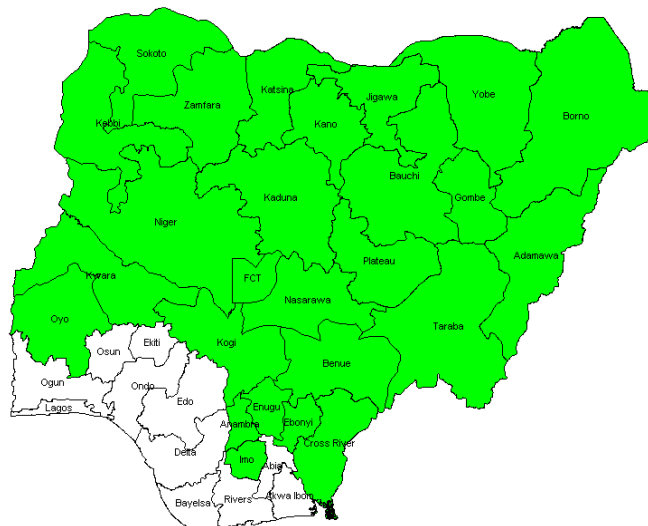 Sokoto
Katsina
Yobe
Jigawa
Zamfara
Borno
Kebbi
Kano
Bauchi
Kaduna
Gombe
Niger
Adamawa
Plateau
Kwara
FCT
Nasarawa
Oyo
Taraba
Kogi
Ekiti
Osun
Benue
Ogun
Ondo
Edo
Enugu
Lagos
Anambra
Ebonyi
Cross River
Delta
Imo
Abia
Bayelsa
Rivers
Akwa Ibom